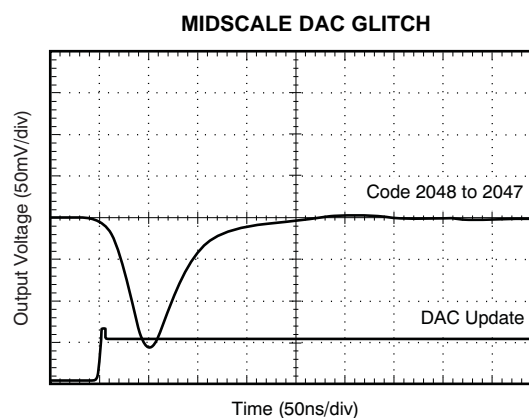 MIDSCALE DAC GLITCH
Output Voltage (50mV/div)
Code 2048 to 2047
DAC Update
Time (50ns/div)